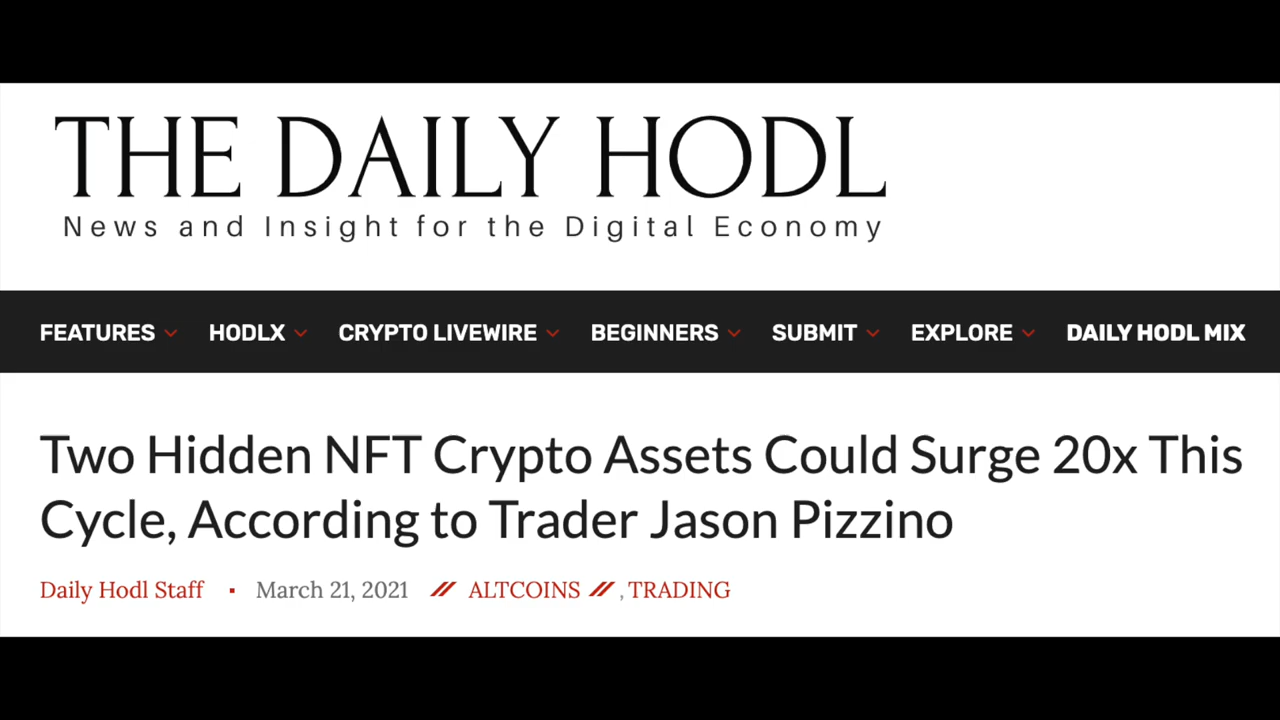 THE DAILY HODL
News and Insight for the Digital Economy
FEATURES HODLX CRYPTO LIVEWIRE BEGINNERS SUBMIT EXPLORE DAILY HODL MIX
Two Hidden NFT Crypto Assets Could Surge 20x This
Cycle, According to Trader Jason Pizzino
Daily Hodl Staff ▪ March 21, 2021 // ALTCOINS // , TRADING